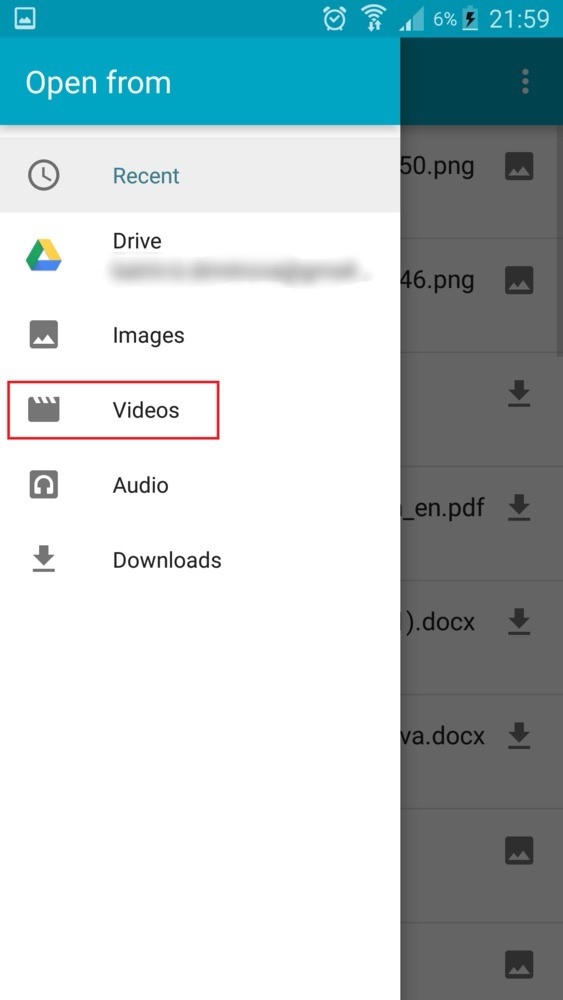 6% 21:59
Open from
Recent
50.png
Drive
Images
46.png
Videos
Audio
_en.pdf
Downloads
).docx
va.docx